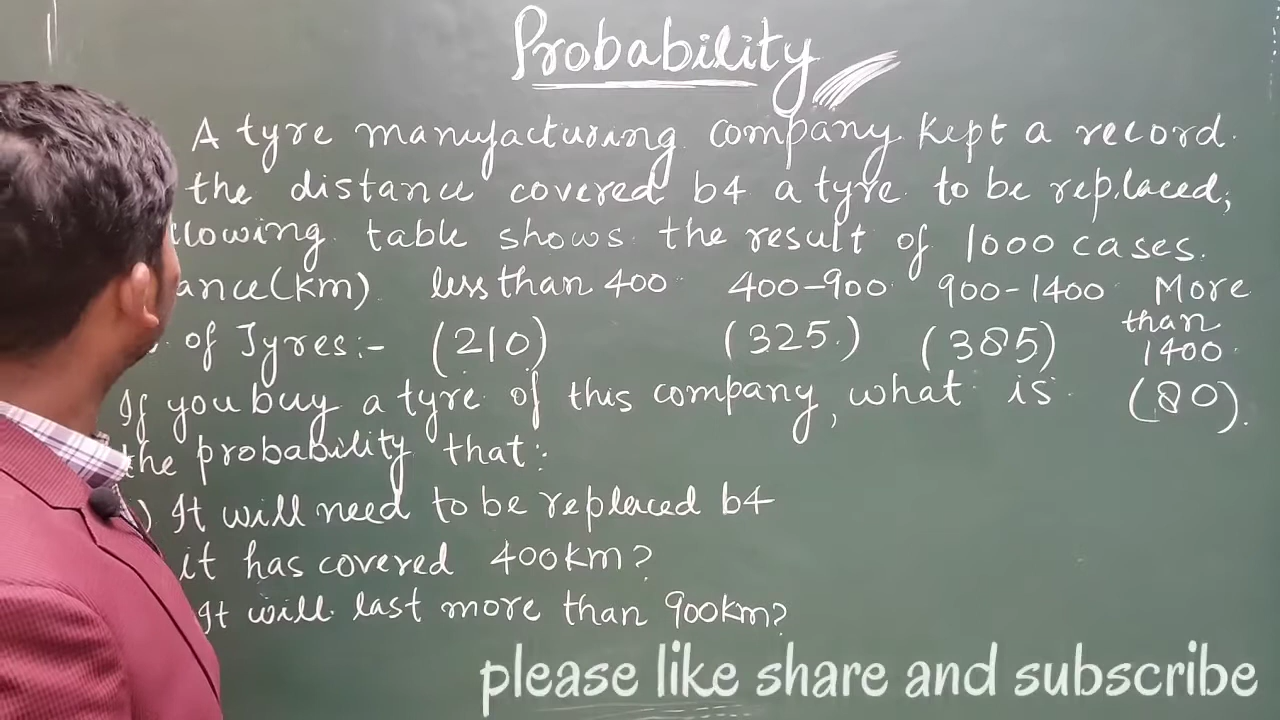 Probability
A tyre manufacturing company kept a record.
the distance covered b4 a tyre to be replaced;
llowing table shows the result of 1000 cases.
ance(km) less than 400 400-900 900-1400 More than 1400
of Tyres:- (210) (325.) (385) (80).
If you buy a tyre of this company, what is
the probability that:
) It will need to be replaced b4
it has covered 400km?
It will last more than 900km?
please like share and subscribe